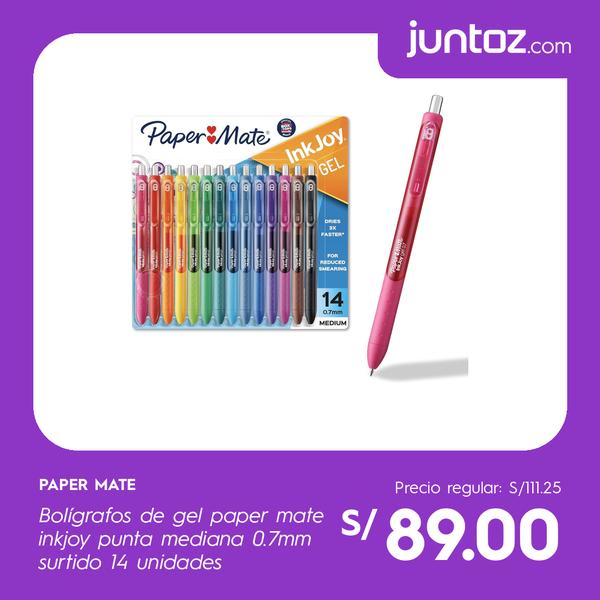 juntoz.com
Paper Mate®
InkJoy
GEL
DRIES
3X
FASTER*
FOR
REDUCED
SMEARING
14
0.7mm
MEDIUM
PAPER MATE
Bolígrafos de gel paper mate
inkjoy punta mediana 0.7mm
surtido 14 unidades
Precio regular: S/111.25
S/ 89.00